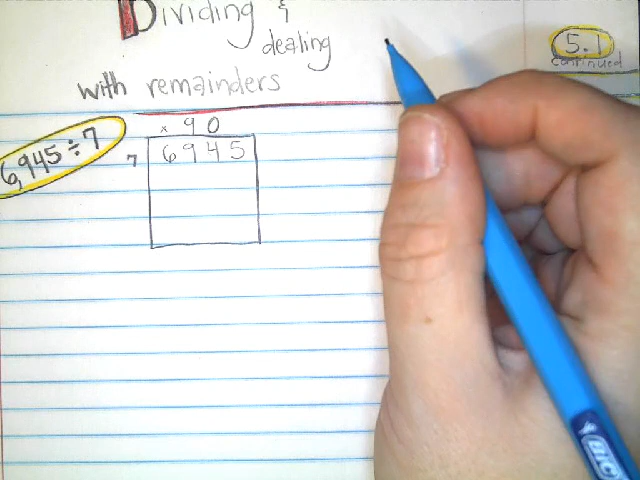 Dividing &
dealing
with remainders
5.1
continued
6,945 ÷ 7
x 9 0
7 6 9 4 5
BIC